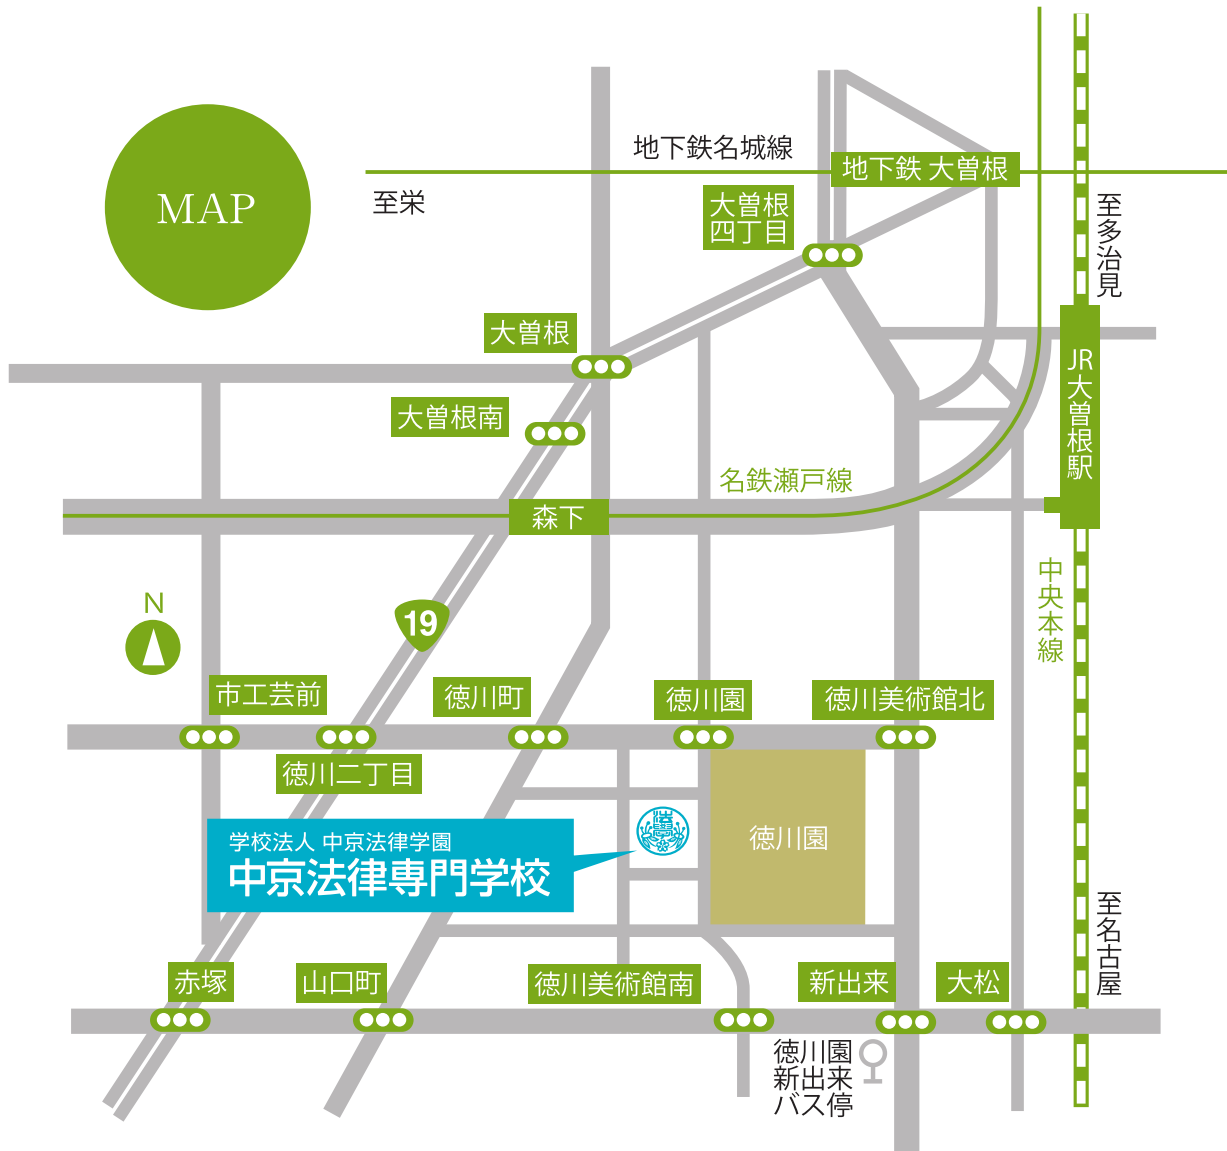 MAP
地下鉄名城線
地下鉄 大曽根
至栄
大曽根
四丁目
至多治見
大曽根
JR大曽根駅
大曽根南
名鉄瀬戸線
森下
中央本線
N
19
市工芸前
徳川町
徳川園
徳川美術館北
徳川二丁目
学校法人 中京法律学園
中京法律専門学校
徳川園
至名古屋
赤塚
山口町
徳川美術館南
新出来
大松
徳川園
新出来
バス停